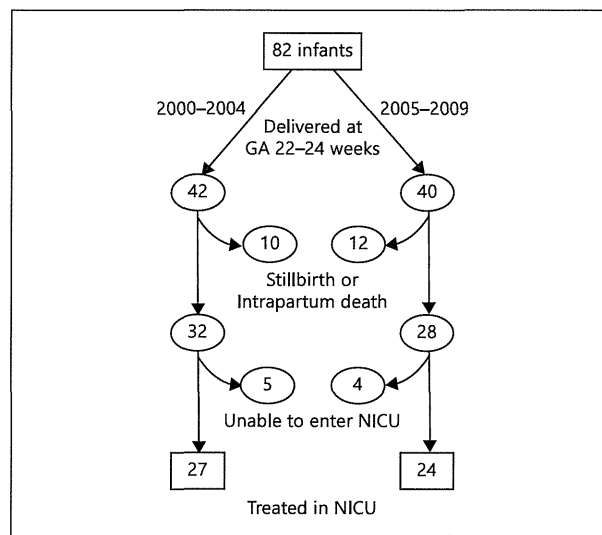 82 infants
2000–2004
2005–2009
Delivered at
GA 22–24 weeks
42
40
10
12
Stillbirth or
Intrapartum death
32
28
5
4
Unable to enter NICU
27
24
Treated in NICU